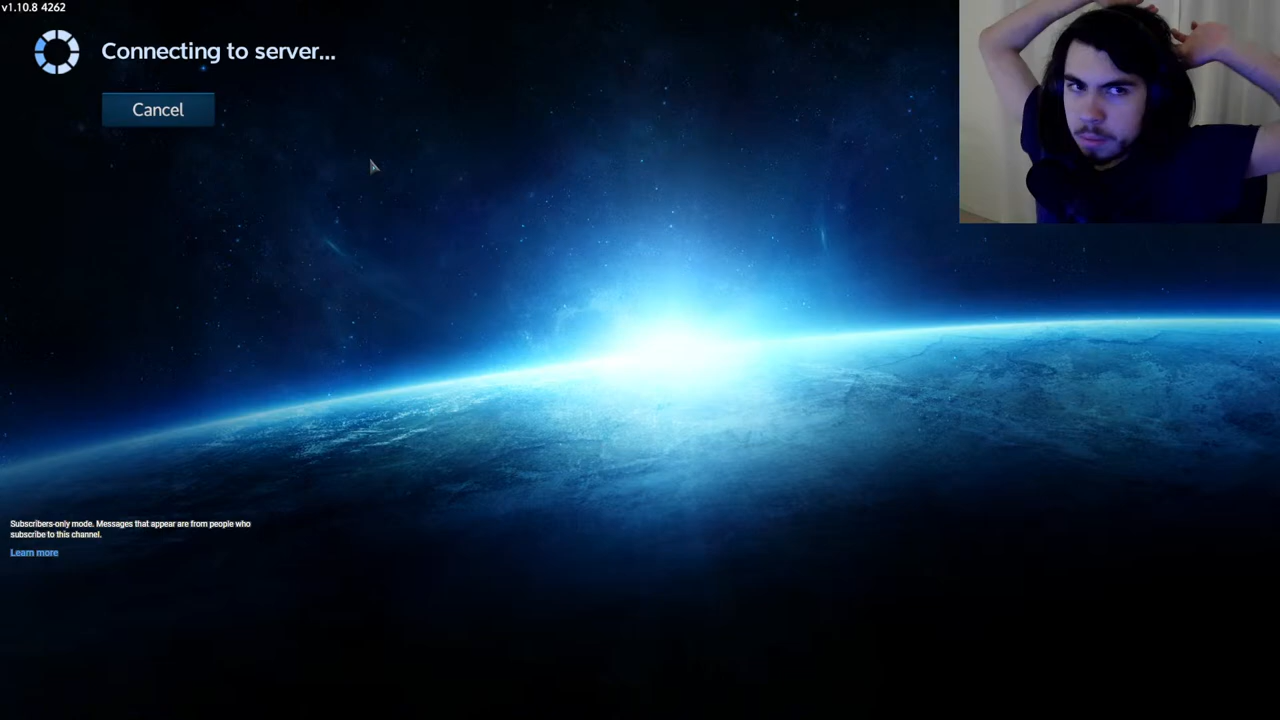 v1.10.8 4262
Connecting to server...
Cancel
Subscribers-only mode. Messages that appear are from people who
subscribe to this channel.
Learn more